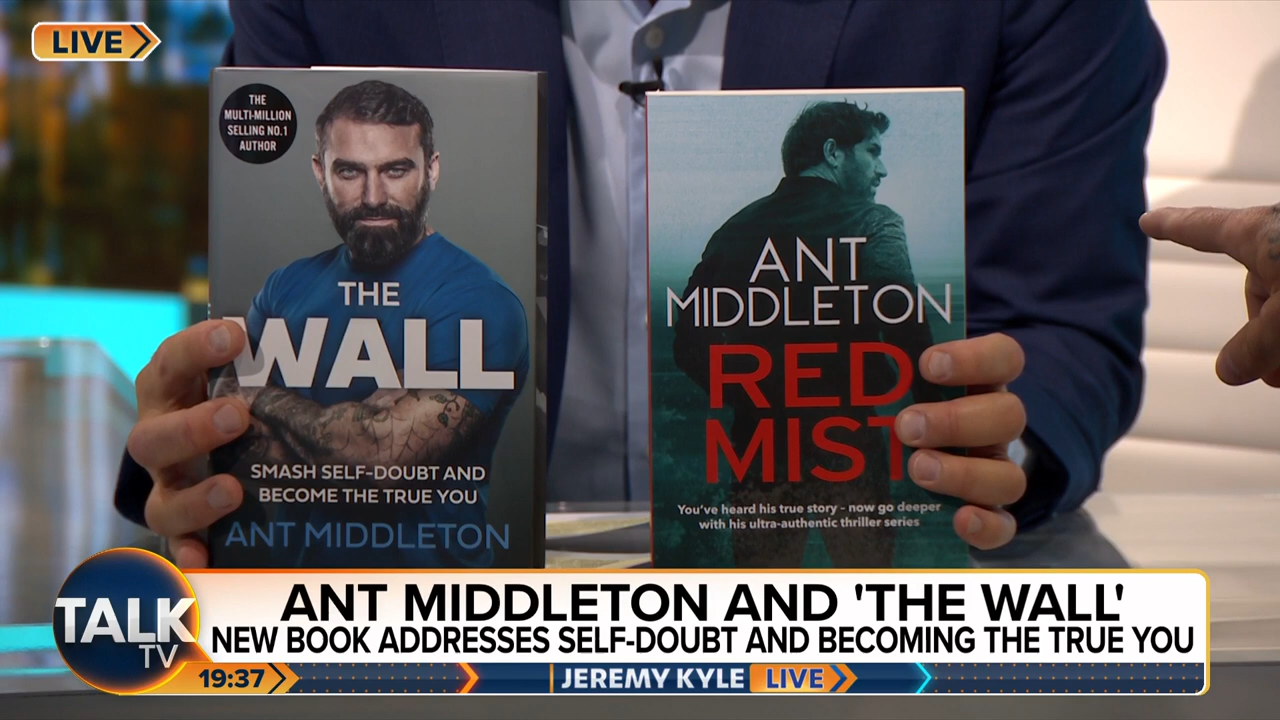 LIVE
THE
MULTI-MILLION
SELLING NO.1
AUTHOR
THE
WALL
SMASH SELF-DOUBT AND
BECOME THE TRUE YOU
ANT MIDDLETON
ANT
MIDDLETON
RED
MIST
You've heard his true story - now go deeper
with his ultra-authentic thriller series
TALK
TV
ANT MIDDLETON AND 'THE WALL'
NEW BOOK ADDRESSES SELF-DOUBT AND BECOMING THE TRUE YOU
19:37
JEREMY KYLE LIVE